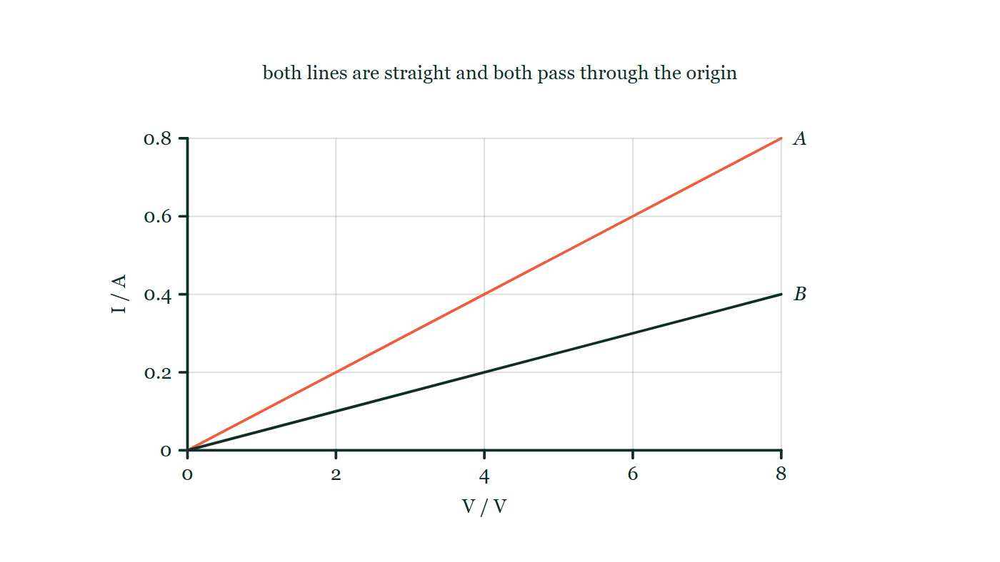 both lines are straight and both pass through the origin
0.8
A
0.6
I / A
0.4
B
0.2
0
0 2 4 6 8
V / V